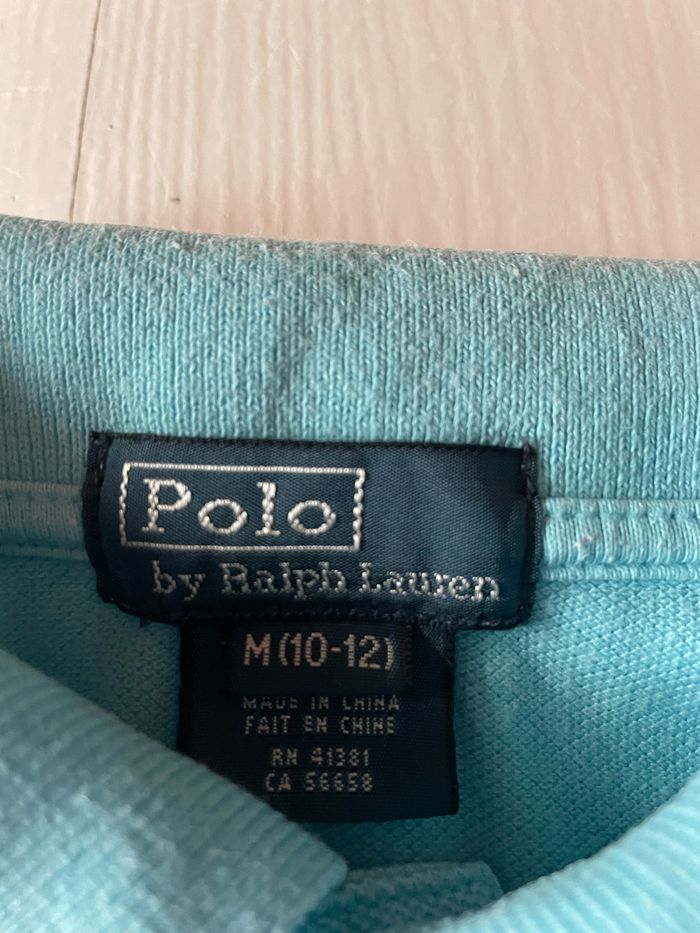 Polo
by Ralph Lauren
M (10-12)
MADE IN CHINA
FAIT EN CHINE
RN 41381
CA 56658